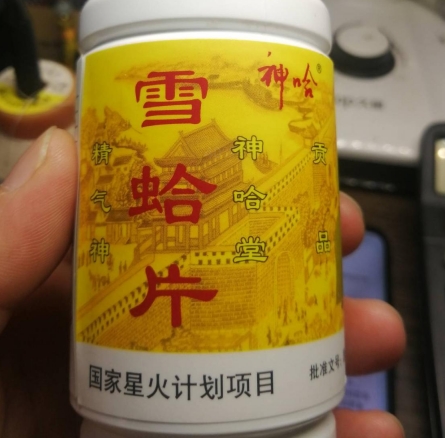 神哈®
雪蛤片
精气神
神哈堂
贡品
国家星火计划项目
批准文号: